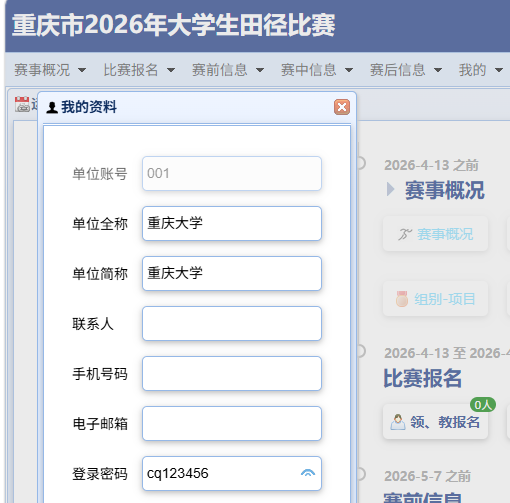 重庆市2026年大学生田径比赛
赛事概况 比赛报名 赛前信息 赛中信息 赛后信息 我的
我的资料
单位账号 001
单位全称 重庆大学
单位简称 重庆大学
联系人
手机号码
电子邮箱
登录密码 cq123456
2026-4-13 之前
赛事概况
赛事概况
组别-项目
2026-4-13 至 2026-4
比赛报名
0人
领、教报名
2026-5-7 之前
赛前信息